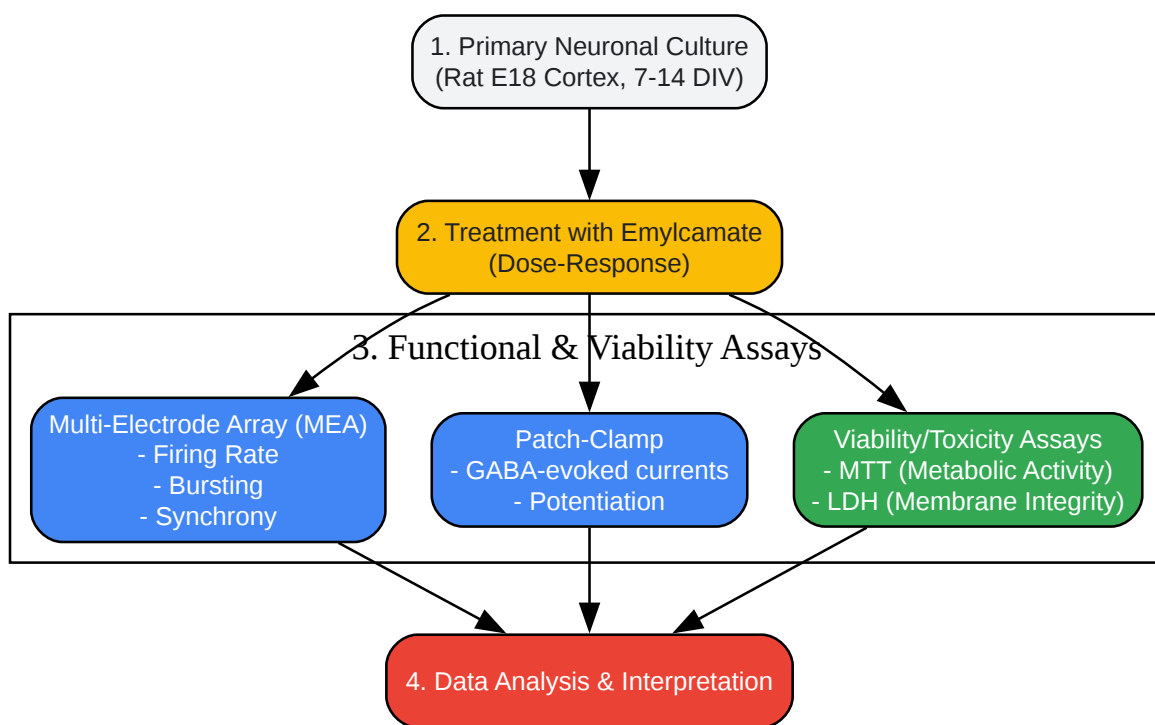 1. Primary Neuronal Culture
(Rat E18 Cortex, 7-14 DIV)
2. Treatment with Emylcamate
(Dose-Response)
3. Functional & Viability Assays
Multi-Electrode Array (MEA)
- Firing Rate
- Bursting
- Synchrony
Patch-Clamp
- GABA-evoked currents
- Potentiation
Viability/Toxicity Assays
- MTT (Metabolic Activity)
- LDH (Membrane Integrity)
4. Data Analysis & Interpretation